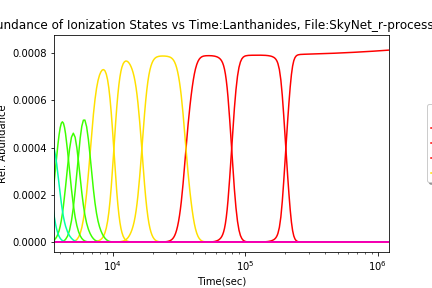 undance of Ionization States vs Time:Lanthanides, File:SkyNet_r-process
0.0008
0.0006
0.0004
0.0002
0.0000
Rel. Abundance
10⁴
10⁵
10⁶
Time(sec)